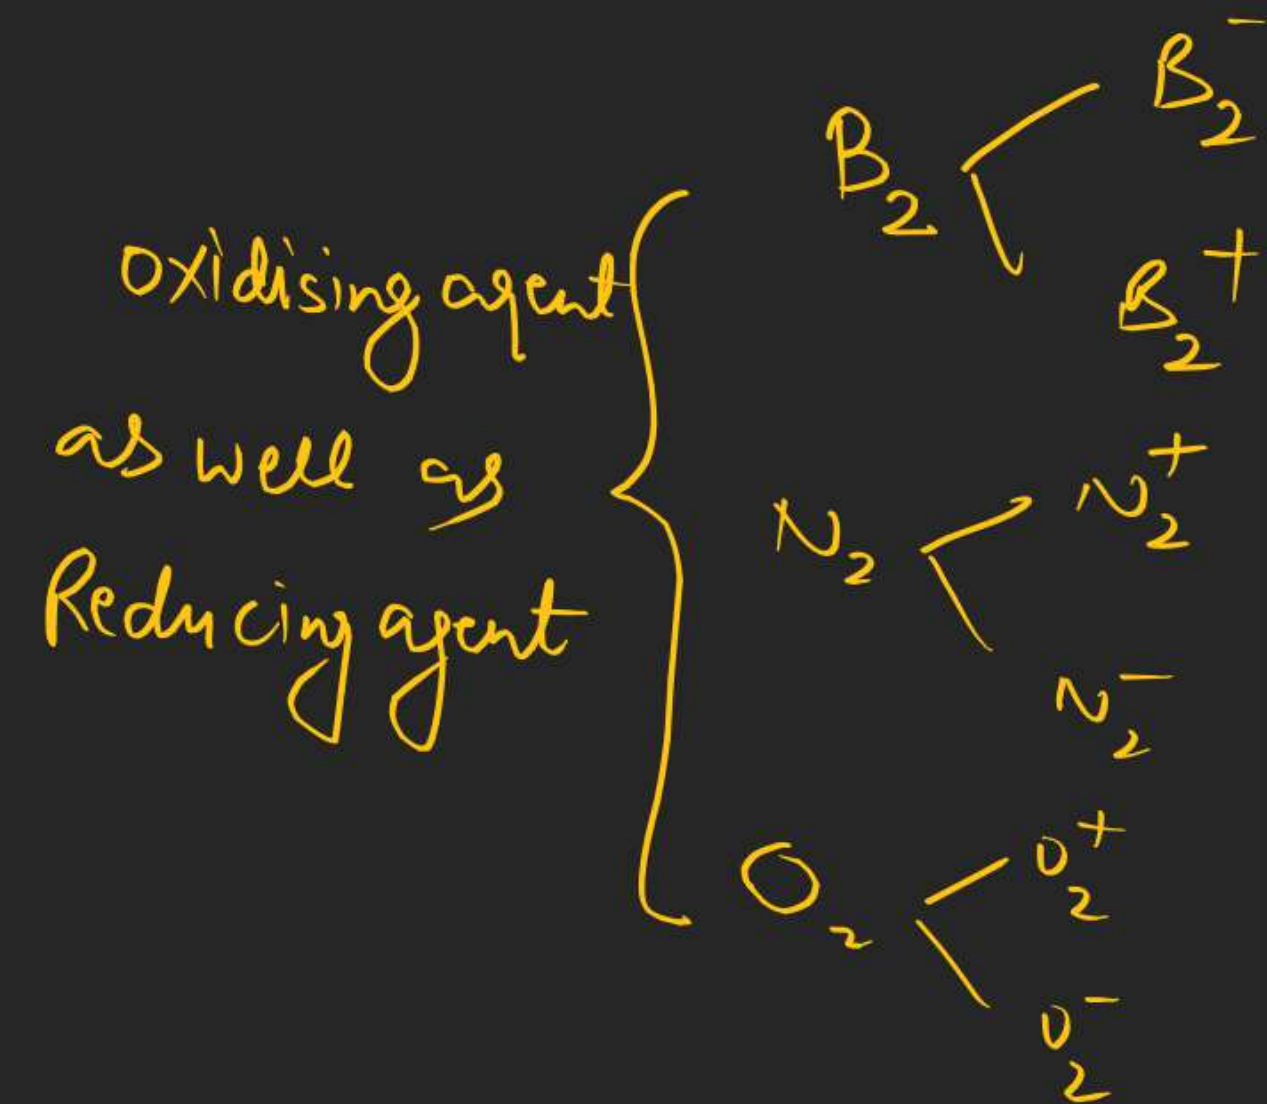 oxidising agent
as well as
Reducing agent
B₂
B₂⁻
B₂⁺
N₂
N₂⁺
N₂⁻
O₂
O₂⁺
O₂⁻